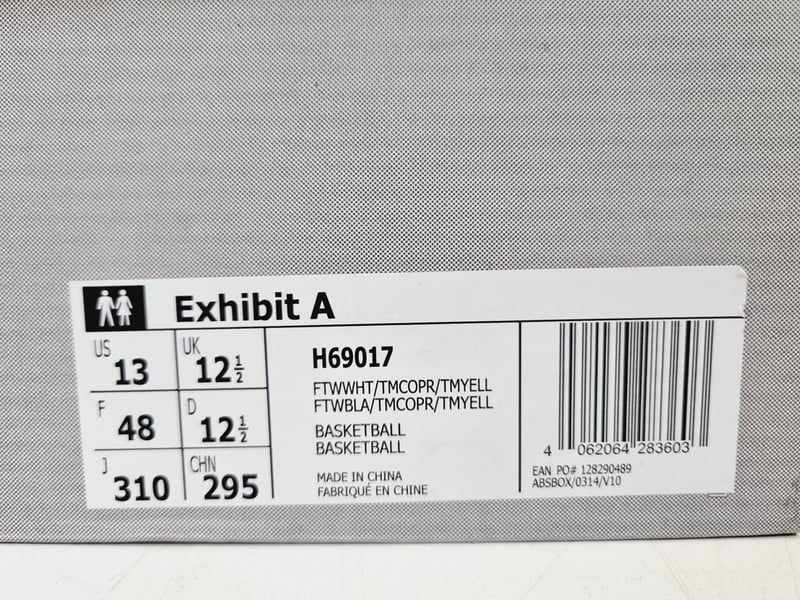 Exhibit A
US 13 UK 12½
F 48 D 12½
J 310 CHN 295
H69017
FTWWHT/TMCOPR/TMYELL
FTWBLA/TMCOPR/TMYELL
BASKETBALL
BASKETBALL
MADE IN CHINA
FABRIQUÉ EN CHINE
4 062064 283603
EAN PO# 128290489
ABSBOX/0314/V10